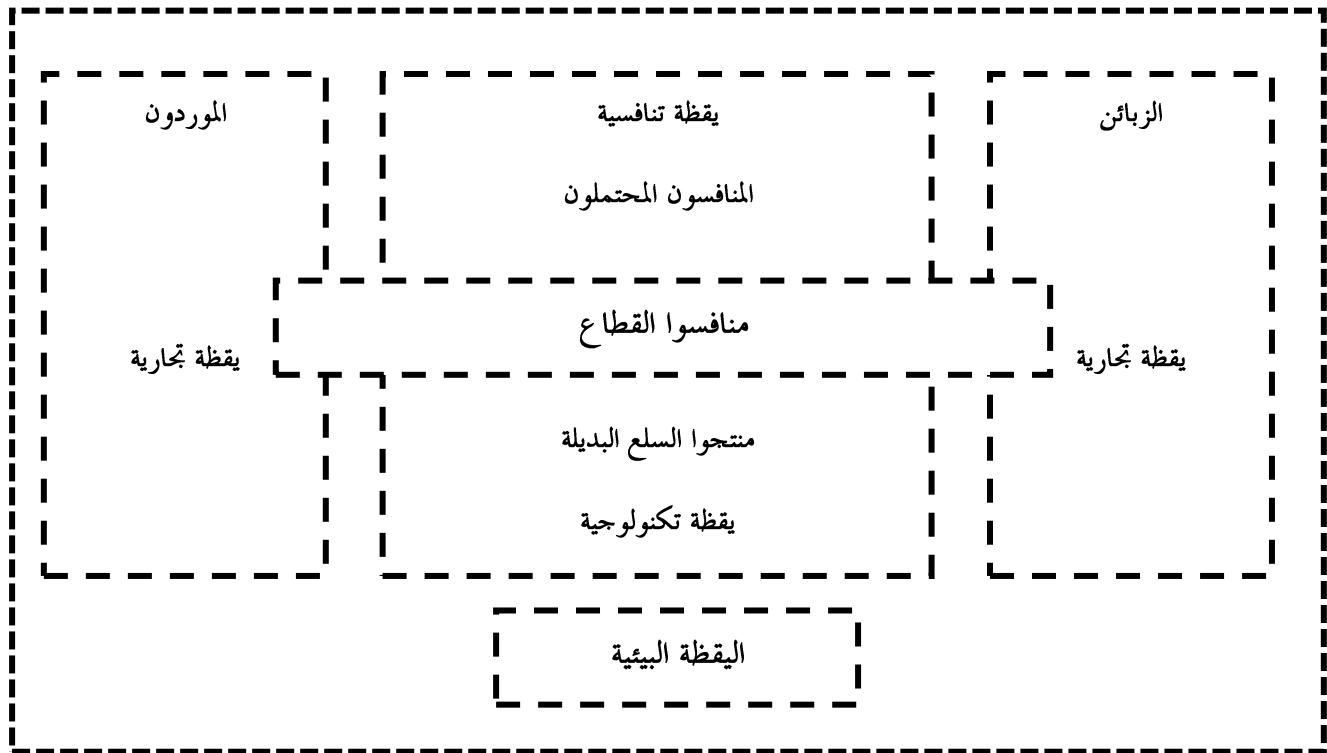 الزبائن
يقظة تنافسية
الموردون
المنافسون المحتملون
منافسوا القطاع
يقظة تجارية
يقظة تجارية
منتجوا السلع البديلة
يقظة تكنولوجية
اليقظة البيئية